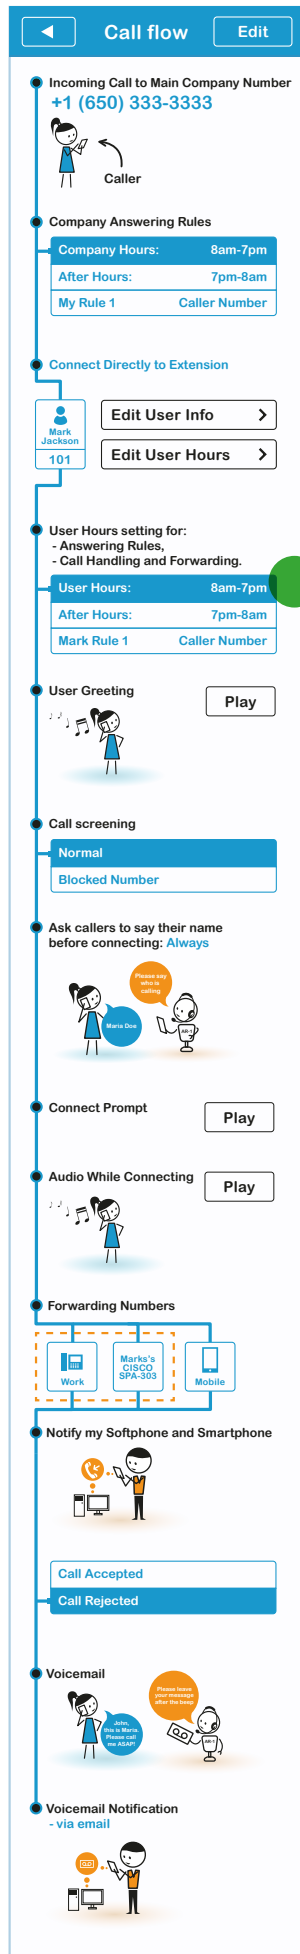 Call flow
Edit
Incoming Call to Main Company Number
+1 (650) 333-3333
Caller
Company Answering Rules
Company Hours: 8am-7pm
After Hours: 7pm-8am
My Rule 1 Caller Number
Connect Directly to Extension
Mark
Jackson
101
Edit User Info
Edit User Hours
User Hours setting for:
- Answering Rules,
- Call Handling and Forwarding.
User Hours: 8am-7pm
After Hours: 7pm-8am
Mark Rule 1 Caller Number
User Greeting
Play
Call screening
Normal
Blocked Number
Ask callers to say their name
before connecting: Always
Please say
who is
calling
Maria Doe
AR-1
Connect Prompt
Play
Audio While Connecting
Play
Forwarding Numbers
Work
Marks's
CISCO
SPA-303
Mobile
Notify my Softphone and Smartphone
Call Accepted
Call Rejected
Voicemail
Please leave
your message
after the beep
John,
this is Maria.
Please call
me ASAP!
AR-1
Voicemail Notification
- via email